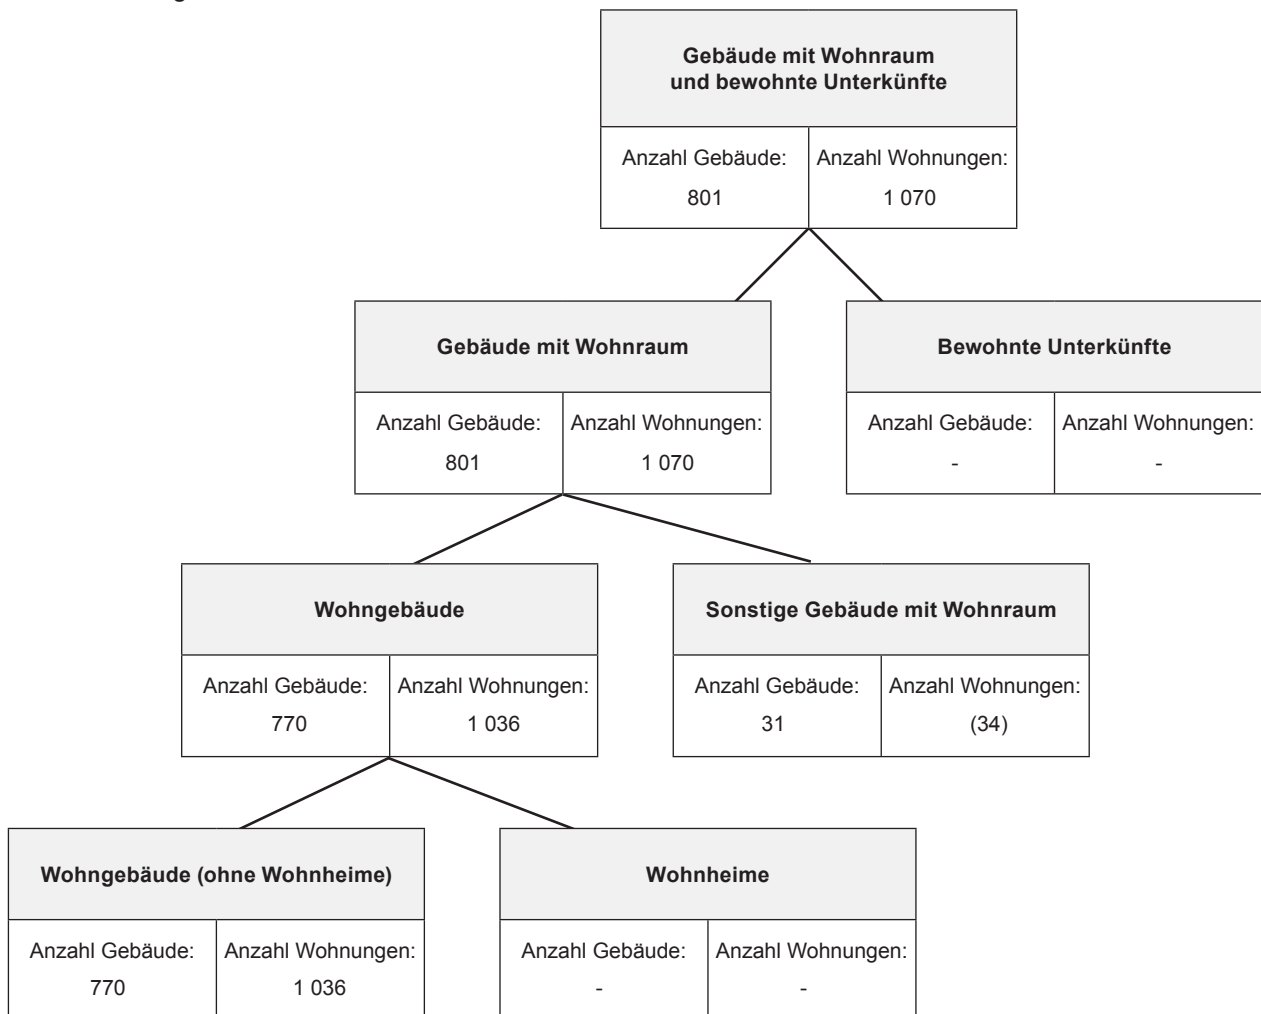 Gebäude mit Wohnraum
und bewohnte Unterkünfte
Anzahl Gebäude:
801
Anzahl Wohnungen:
1 070
Gebäude mit Wohnraum
Anzahl Gebäude:
801
Anzahl Wohnungen:
1 070
Bewohnte Unterkünfte
Anzahl Gebäude:
-
Anzahl Wohnungen:
-
Wohngebäude
Anzahl Gebäude:
770
Anzahl Wohnungen:
1 036
Sonstige Gebäude mit Wohnraum
Anzahl Gebäude:
31
Anzahl Wohnungen:
(34)
Wohngebäude (ohne Wohnheime)
Anzahl Gebäude:
770
Anzahl Wohnungen:
1 036
Wohnheime
Anzahl Gebäude:
-
Anzahl Wohnungen:
-